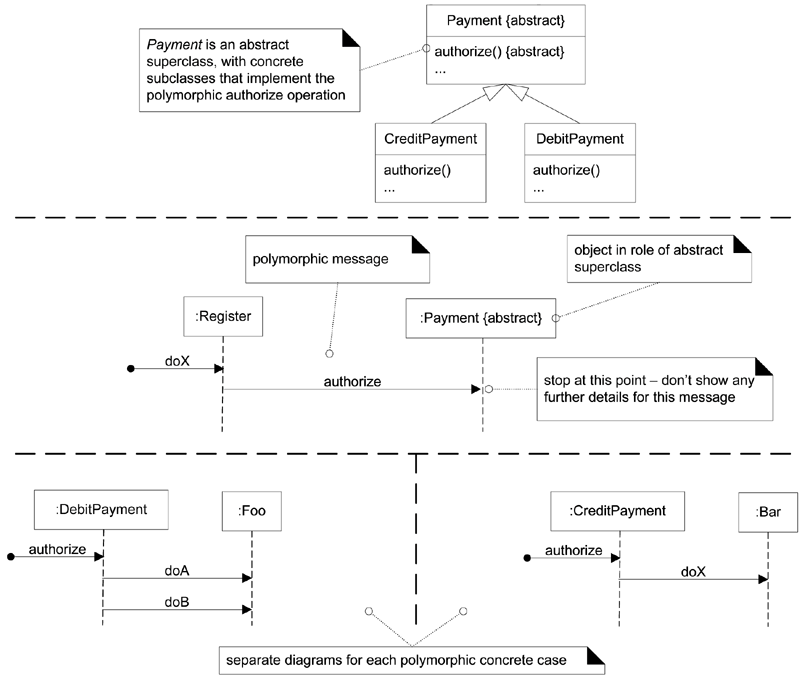 Payment {abstract}
authorize() {abstract}
...
Payment is an abstract
superclass, with concrete
subclasses that implement the
polymorphic authorize operation
CreditPayment
authorize()
...
DebitPayment
authorize()
...
polymorphic message
object in role of abstract
superclass
:Register
:Payment {abstract}
doX
authorize
stop at this point – don't show any
further details for this message
:DebitPayment
:Foo
authorize
doA
doB
:CreditPayment
:Bar
authorize
doX
separate diagrams for each polymorphic concrete case